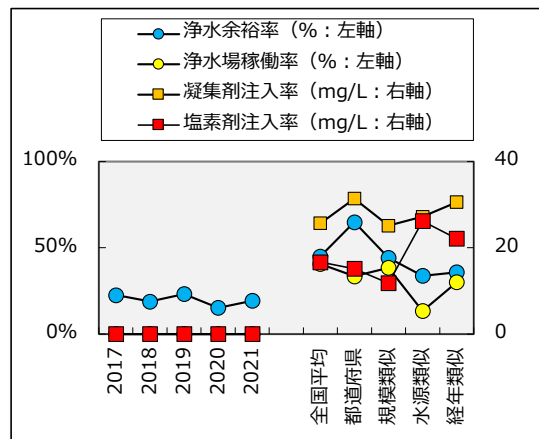 浄水余裕率（%：左軸）
浄水場稼働率（%：左軸）
凝集剤注入率（mg/L：右軸）
塩素剤注入率（mg/L：右軸）
100%
50%
0%
40
20
0
2017
2018
2019
2020
2021
全国平均
都道府県
規模類似
水源類似
経年類似